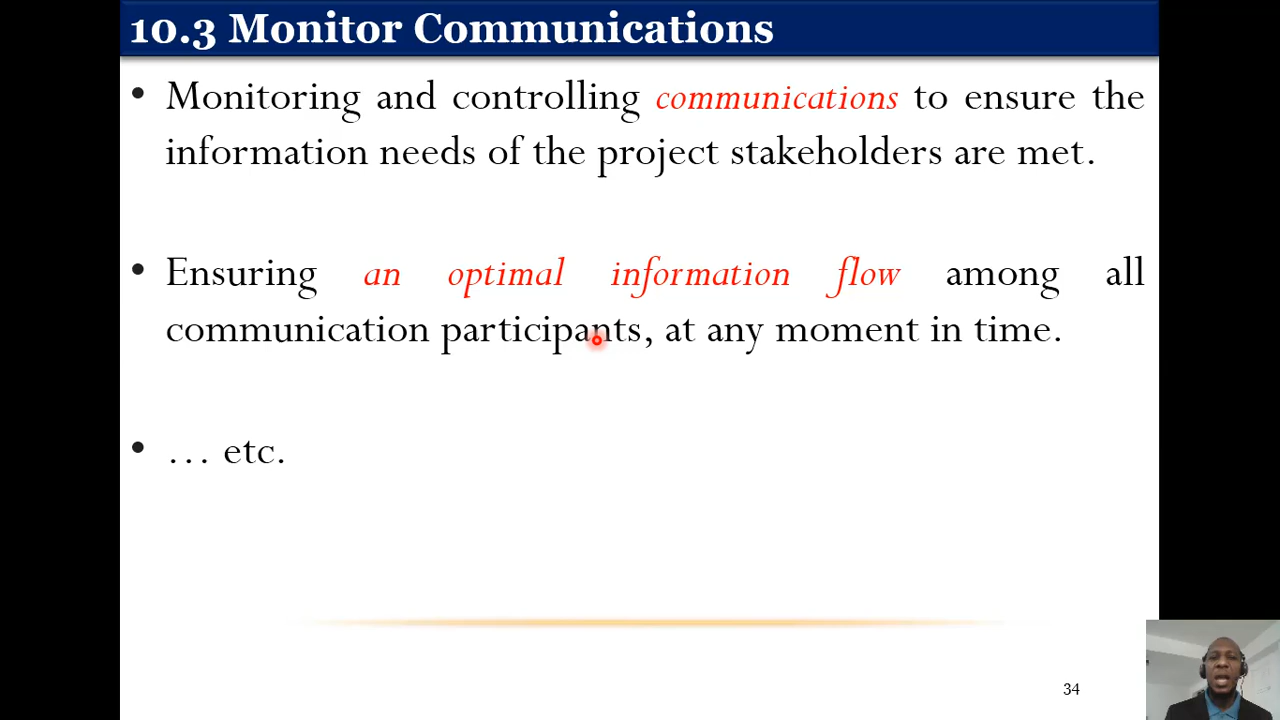 10.3 Monitor Communications
• Monitoring and controlling communications to ensure the
information needs of the project stakeholders are met.
• Ensuring an optimal information flow among all
communication participants, at any moment in time.
• … etc.
34